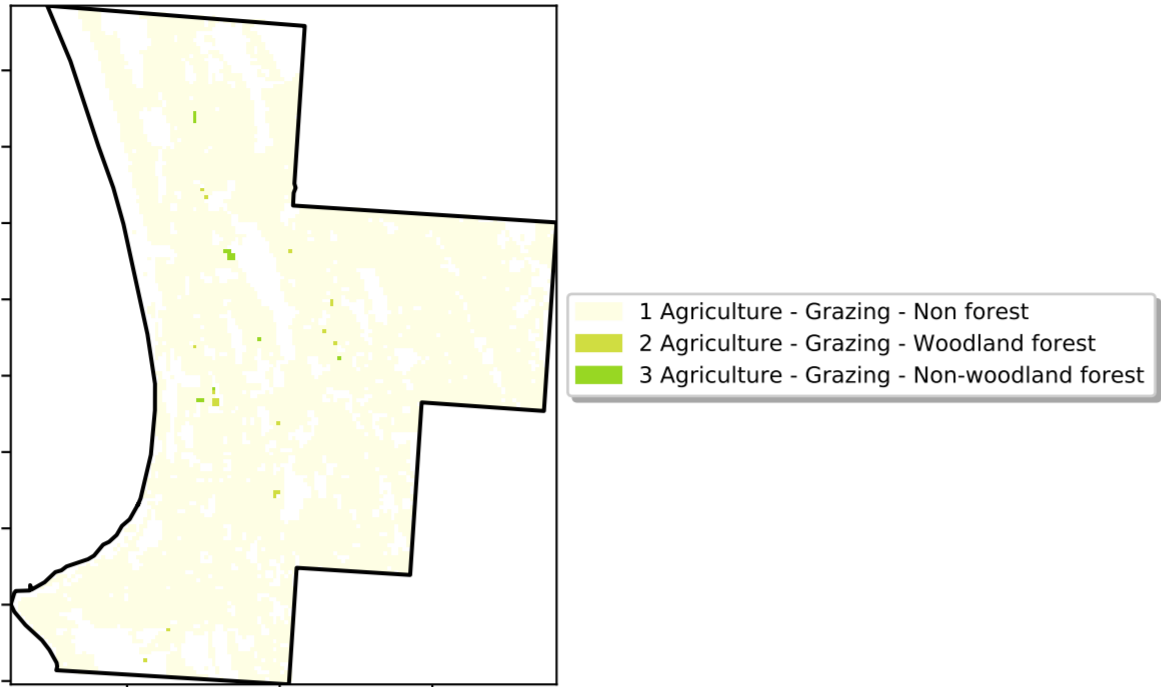 1 Agriculture - Grazing - Non forest
2 Agriculture - Grazing - Woodland forest
3 Agriculture - Grazing - Non-woodland forest